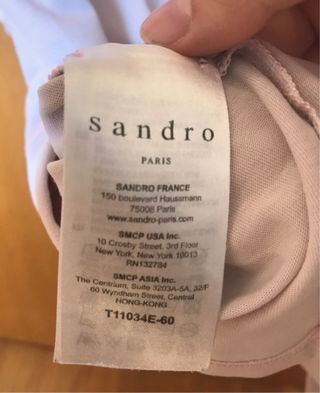 sandro
PARIS
SANDRO FRANCE
150 boulevard Haussmann
75008 Paris
www.sandro-paris.com
SMCP USA Inc.
10 Crosby Street, 3rd Floor
New York, New York 10013
RN132784
SMCP ASIA Inc.
The Centrium, Suite 3203A-5A, 32/F
60 Wyndham Street, Central
HONG-KONG
T11034E-60